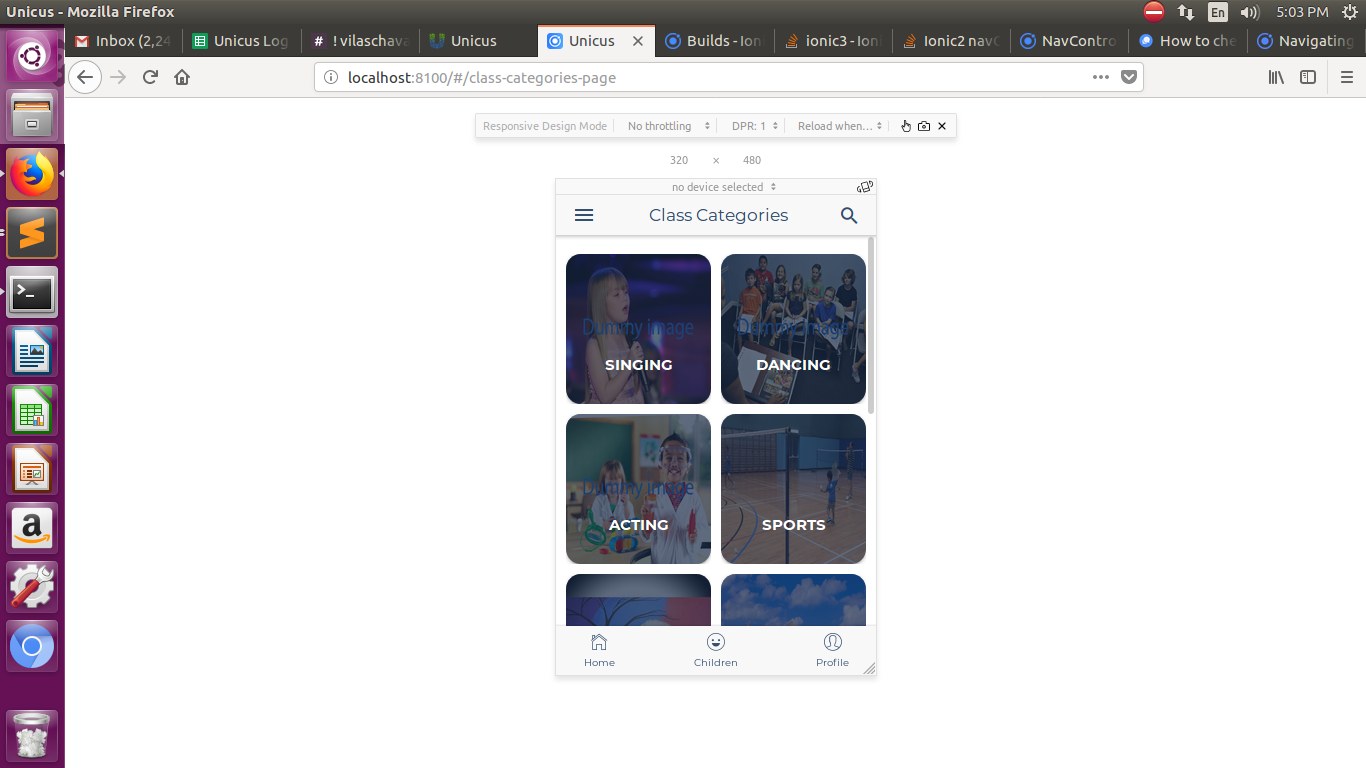 Unicus - Mozilla Firefox
En
5:03 PM
Inbox (2,24
Unicus Log
! vilaschava
Unicus
Unicus
Builds - Ion
ionic3 - Ioni
Ionic2 navC
NavContro
How to che
Navigating
localhost:8100/#/class-categories-page
Responsive Design Mode
No throttling
DPR: 1
Reload when...
320 × 480
no device selected
Class Categories
Dummy image
SINGING
Dummy image
DANCING
Dummy image
ACTING
SPORTS
Home
Children
Profile